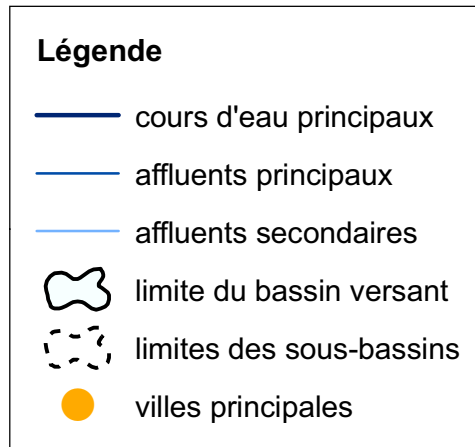 Légende
cours d'eau principaux
affluents principaux
affluents secondaires
limite du bassin versant
limites des sous-bassins
villes principales